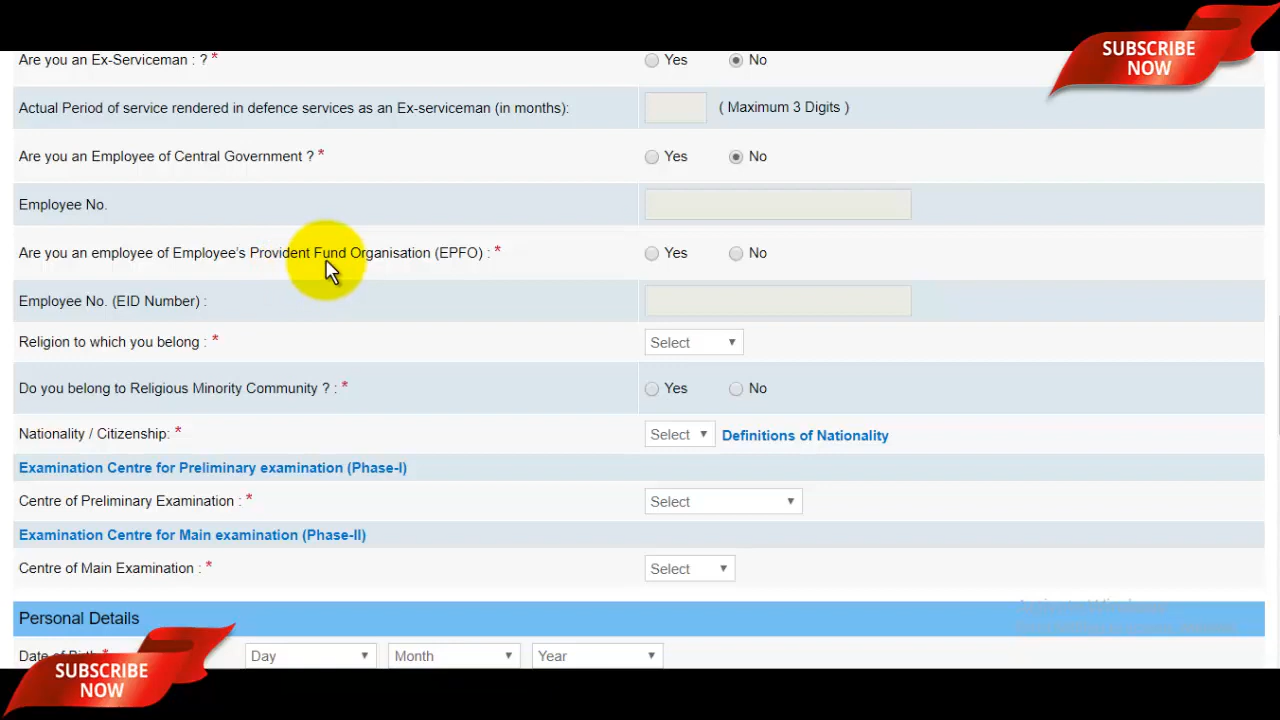 SUBSCRIBE
NOW
Are you an Ex-Serviceman : ? * Yes No
Actual Period of service rendered in defence services as an Ex-serviceman (in months): ( Maximum 3 Digits )
Are you an Employee of Central Government ? * Yes No
Employee No.
Are you an employee of Employee's Provident Fund Organisation (EPFO) : * Yes No
Employee No. (EID Number) :
Religion to which you belong : * Select
Do you belong to Religious Minority Community ? : * Yes No
Nationality / Citizenship: * Select Definitions of Nationality
Examination Centre for Preliminary examination (Phase-I)
Centre of Preliminary Examination : * Select
Examination Centre for Main examination (Phase-II)
Centre of Main Examination : * Select
Personal Details
Date of Birth * Day Month Year
SUBSCRIBE
NOW